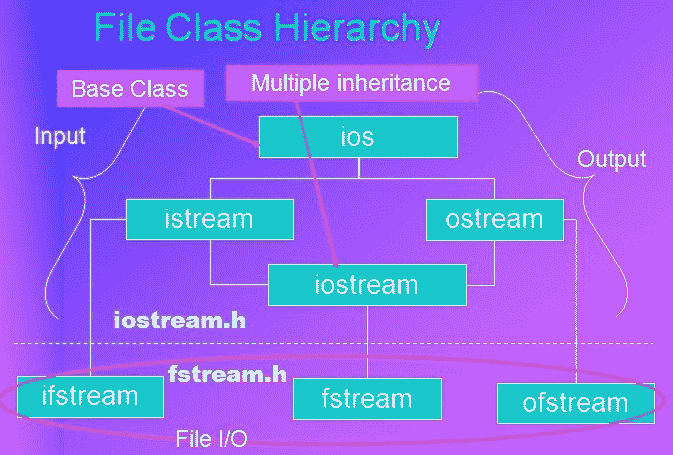 File Class Hierarchy
Base Class
Multiple inheritance
Input
ios
Output
istream
ostream
iostream
iostream.h
fstream.h
ifstream
fstream
ofstream
File I/O